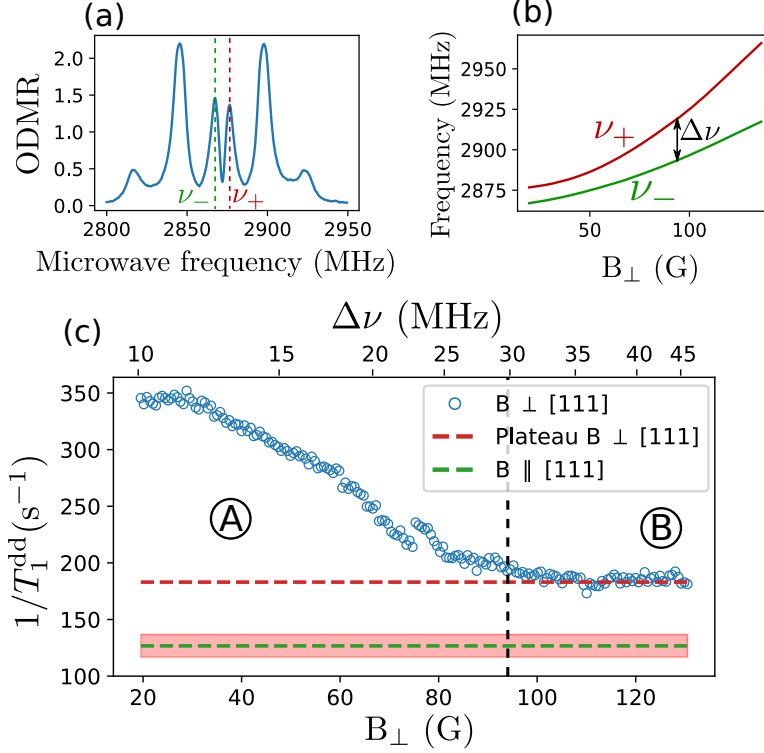 (a)
ODMR
2.0
1.5
1.0
0.5
0.0
ν₋
ν₊
2800 2850 2900 2950
Microwave frequency (MHz)
(b)
Frequency (MHz)
2950
2925
2900
2875
ν₊
Δν
ν₋
50 100
B⊥ (G)
(c)
Δν (MHz)
10 15 20 25 30 35 40 45
1/T₁ᵈᵈ(s⁻¹)
350
300
250
200
150
100
B ⊥ [111]
Plateau B ⊥ [111]
B ∥ [111]
A
B
20 40 60 80 100 120
B⊥ (G)